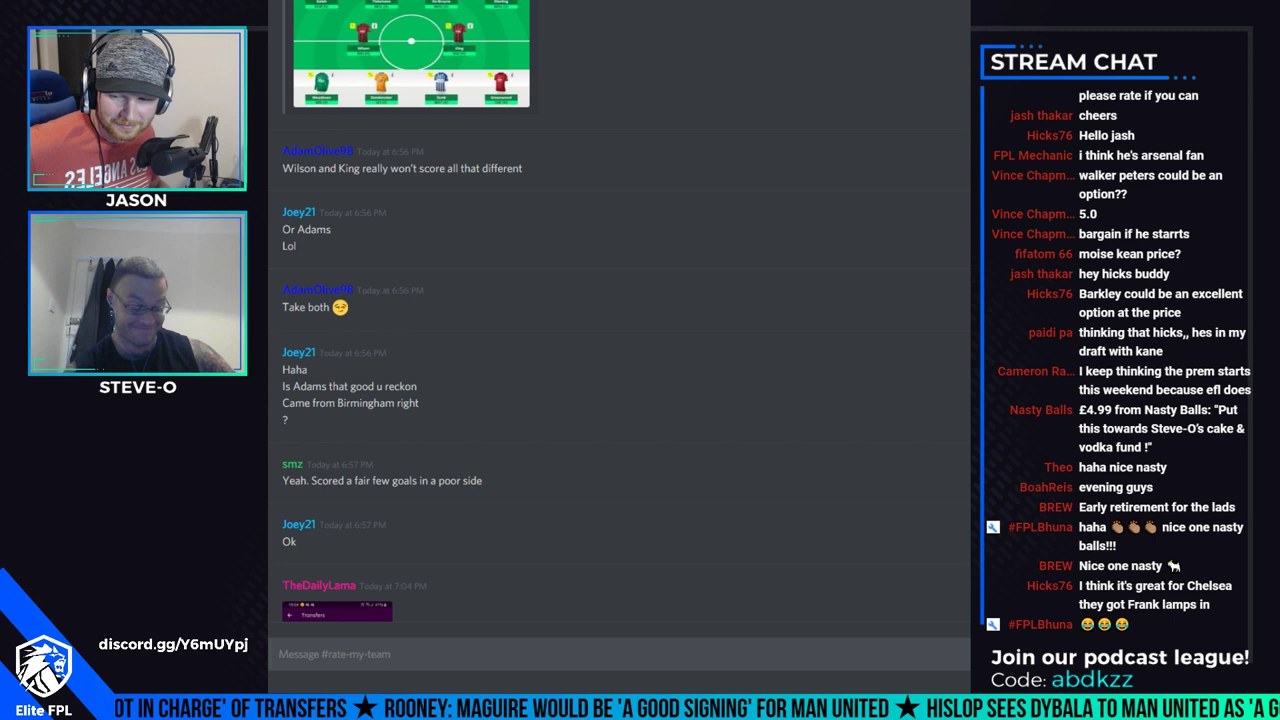 JASON
STEVE-O
discord.gg/Y6mUYpj
Elite FPL
Wilson
King
AdamOlive98 Today at 6:56 PM
Wilson and King really won't score all that different
Joey21 Today at 6:56 PM
Or Adams
Lol
AdamOlive98 Today at 6:56 PM
Take both 😏
Joey21 Today at 6:56 PM
Haha
Is Adams that good u reckon
Came from Birmingham right
?
smz Today at 6:57 PM
Yeah. Scored a fair few goals in a poor side
Joey21 Today at 6:57 PM
Ok
TheDailyLama Today at 7:04 PM
Transfers
Message #rate-my-team
STREAM CHAT
please rate if you can
jash thakar cheers
Hicks76 Hello jash
FPL Mechanic i think he's arsenal fan
Vince Chapm... walker peters could be an
option??
Vince Chapm... 5.0
Vince Chapm... bargain if he starrts
fifatom 66 moise kean price?
jash thakar hey hicks buddy
Hicks76 Barkley could be an excellent
option at the price
paidi pa thinking that hicks,, hes in my
draft with kane
Cameron Ra... I keep thinking the prem starts
this weekend because efl does
Nasty Balls £4.99 from Nasty Balls: "Put
this towards Steve-O's cake &
vodka fund !"
Theo haha nice nasty
BoahReis evening guys
BREW Early retirement for the lads
#FPLBhuna haha 👏🏽👏🏽👏🏽 nice one nasty
balls!!!
BREW Nice one nasty 🐐
Hicks76 I think it's great for Chelsea
they got Frank lamps in
#FPLBhuna 😂😂😂
Join our podcast league!
Code: abdkzz
OT IN CHARGE' OF TRANSFERS ★ ROONEY: MAGUIRE WOULD BE 'A GOOD SIGNING' FOR MAN UNITED ★ HISLOP SEES DYBALA TO MAN UNITED AS 'A G